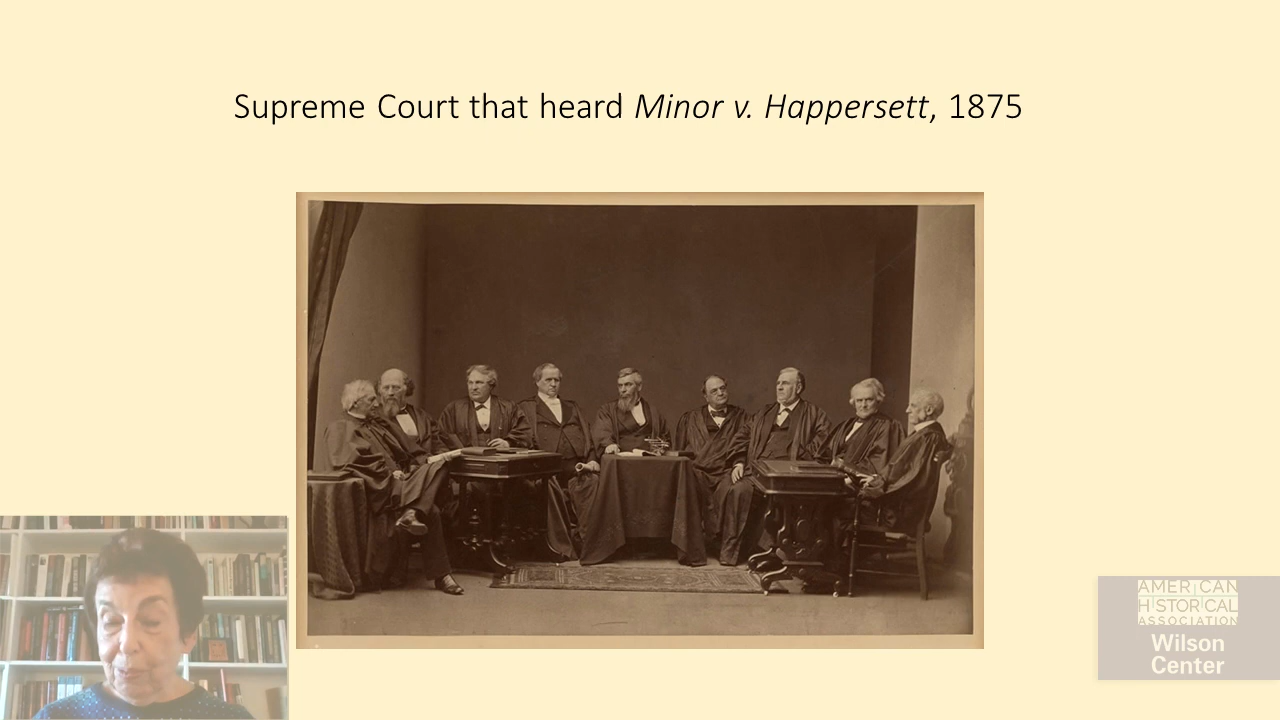 Supreme Court that heard Minor v. Happersett, 1875
AMERICAN
HISTORICAL
ASSOCIATION
Wilson
Center